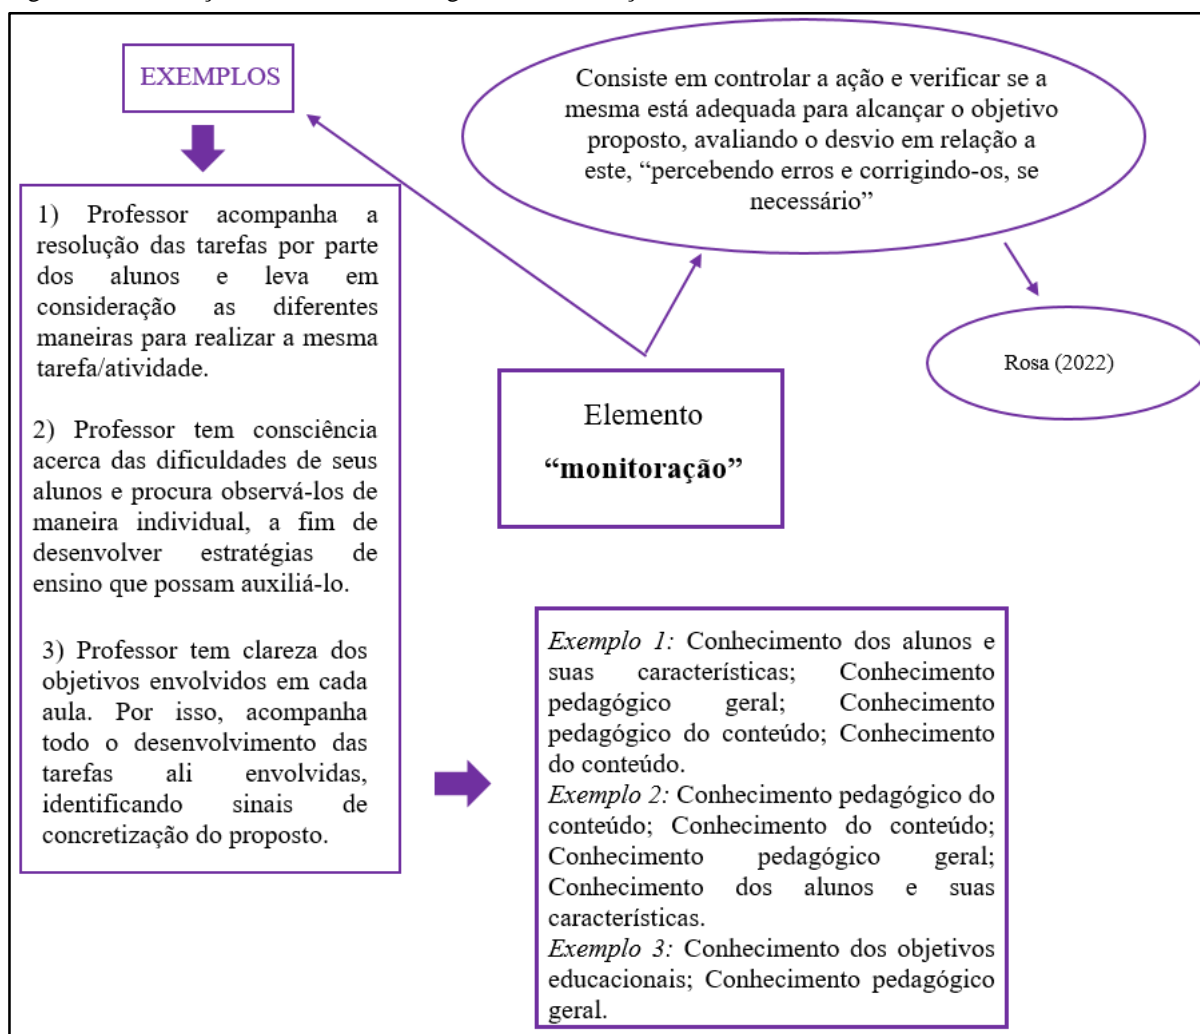 EXEMPLOS
Consiste em controlar a ação e verificar se a
mesma está adequada para alcançar o objetivo
proposto, avaliando o desvio em relação a
este, “percebendo erros e corrigindo-os, se
necessário”
Rosa (2022)
Elemento
“monitoração”
1) Professor acompanha a
resolução das tarefas por parte
dos alunos e leva em
consideração as diferentes
maneiras para realizar a mesma
tarefa/atividade.
2) Professor tem consciência
acerca das dificuldades de seus
alunos e procura observá-los de
maneira individual, a fim de
desenvolver estratégias de
ensino que possam auxiliá-lo.
3) Professor tem clareza dos
objetivos envolvidos em cada
aula. Por isso, acompanha
todo o desenvolvimento das
tarefas ali envolvidas,
identificando sinais de
concretização do proposto.
Exemplo 1: Conhecimento dos alunos e
suas características; Conhecimento
pedagógico geral; Conhecimento
pedagógico do conteúdo; Conhecimento
do conteúdo.
Exemplo 2: Conhecimento pedagógico do
conteúdo; Conhecimento do conteúdo;
Conhecimento pedagógico geral;
Conhecimento dos alunos e suas
características.
Exemplo 3: Conhecimento dos objetivos
educacionais; Conhecimento pedagógico
geral.